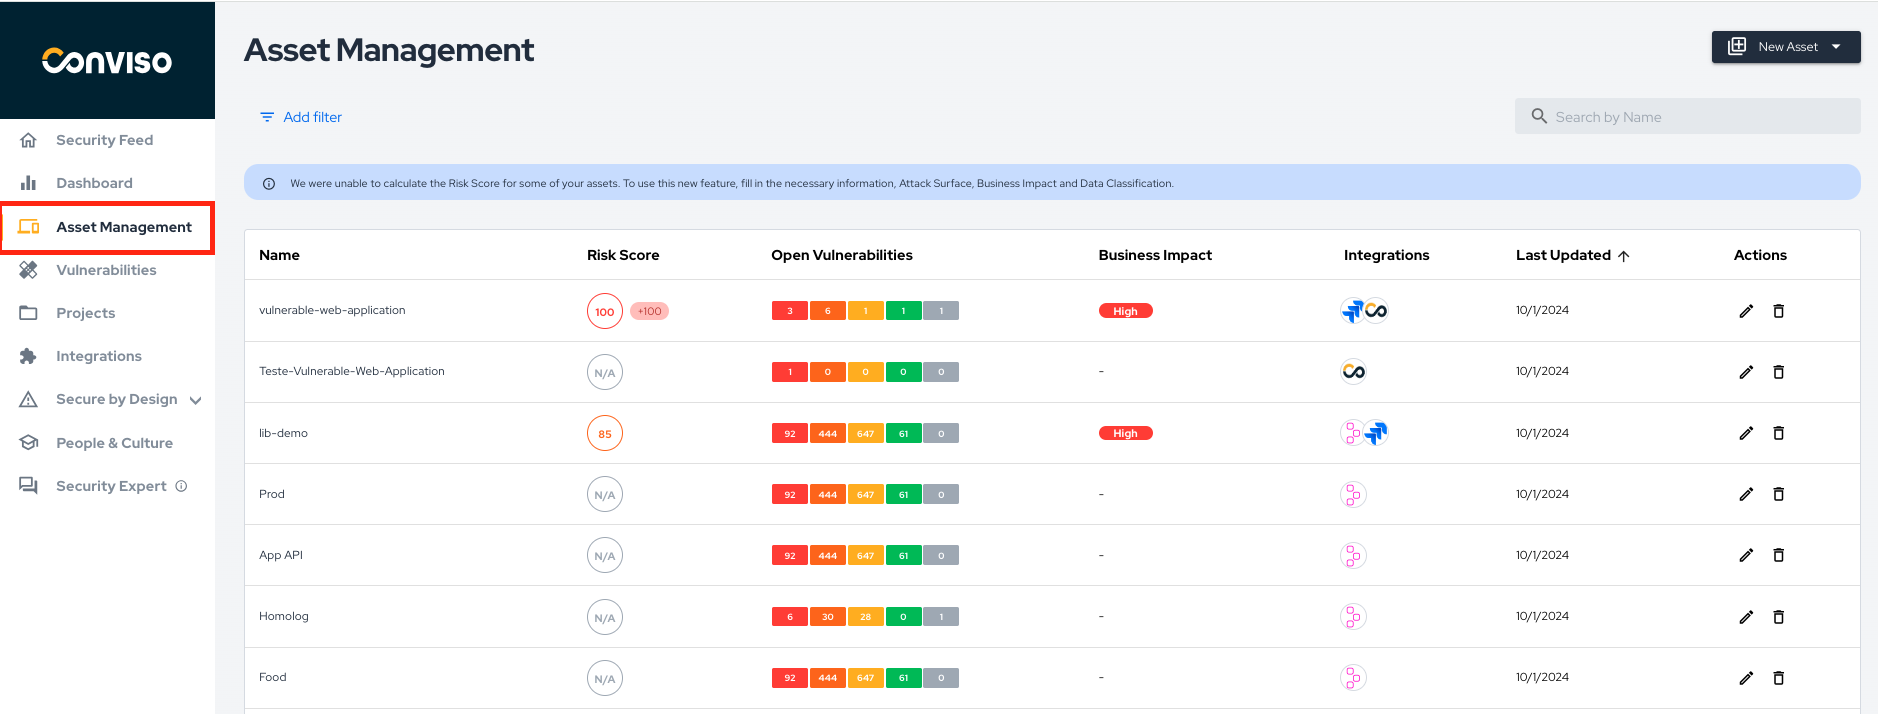 Conviso
Security Feed
Dashboard
Asset Management
Vulnerabilities
Projects
Integrations
Secure by Design
People & Culture
Security Expert
Asset Management
New Asset
Add filter
Search by Name
We were unable to calculate the Risk Score for some of your assets. To use this new feature, fill in the necessary information, Attack Surface, Business Impact and Data Classification.
Name Risk Score Open Vulnerabilities Business Impact Integrations Last Updated Actions
vulnerable-web-application 100 +100 3 6 1 1 1 High 10/1/2024
Teste-Vulnerable-Web-Application N/A 1 0 0 0 0 - 10/1/2024
lib-demo 85 92 444 647 61 0 High 10/1/2024
Prod N/A 92 444 647 61 0 - 10/1/2024
App API N/A 92 444 647 61 0 - 10/1/2024
Homolog N/A 6 30 28 0 1 - 10/1/2024
Food N/A 92 444 647 61 0 - 10/1/2024